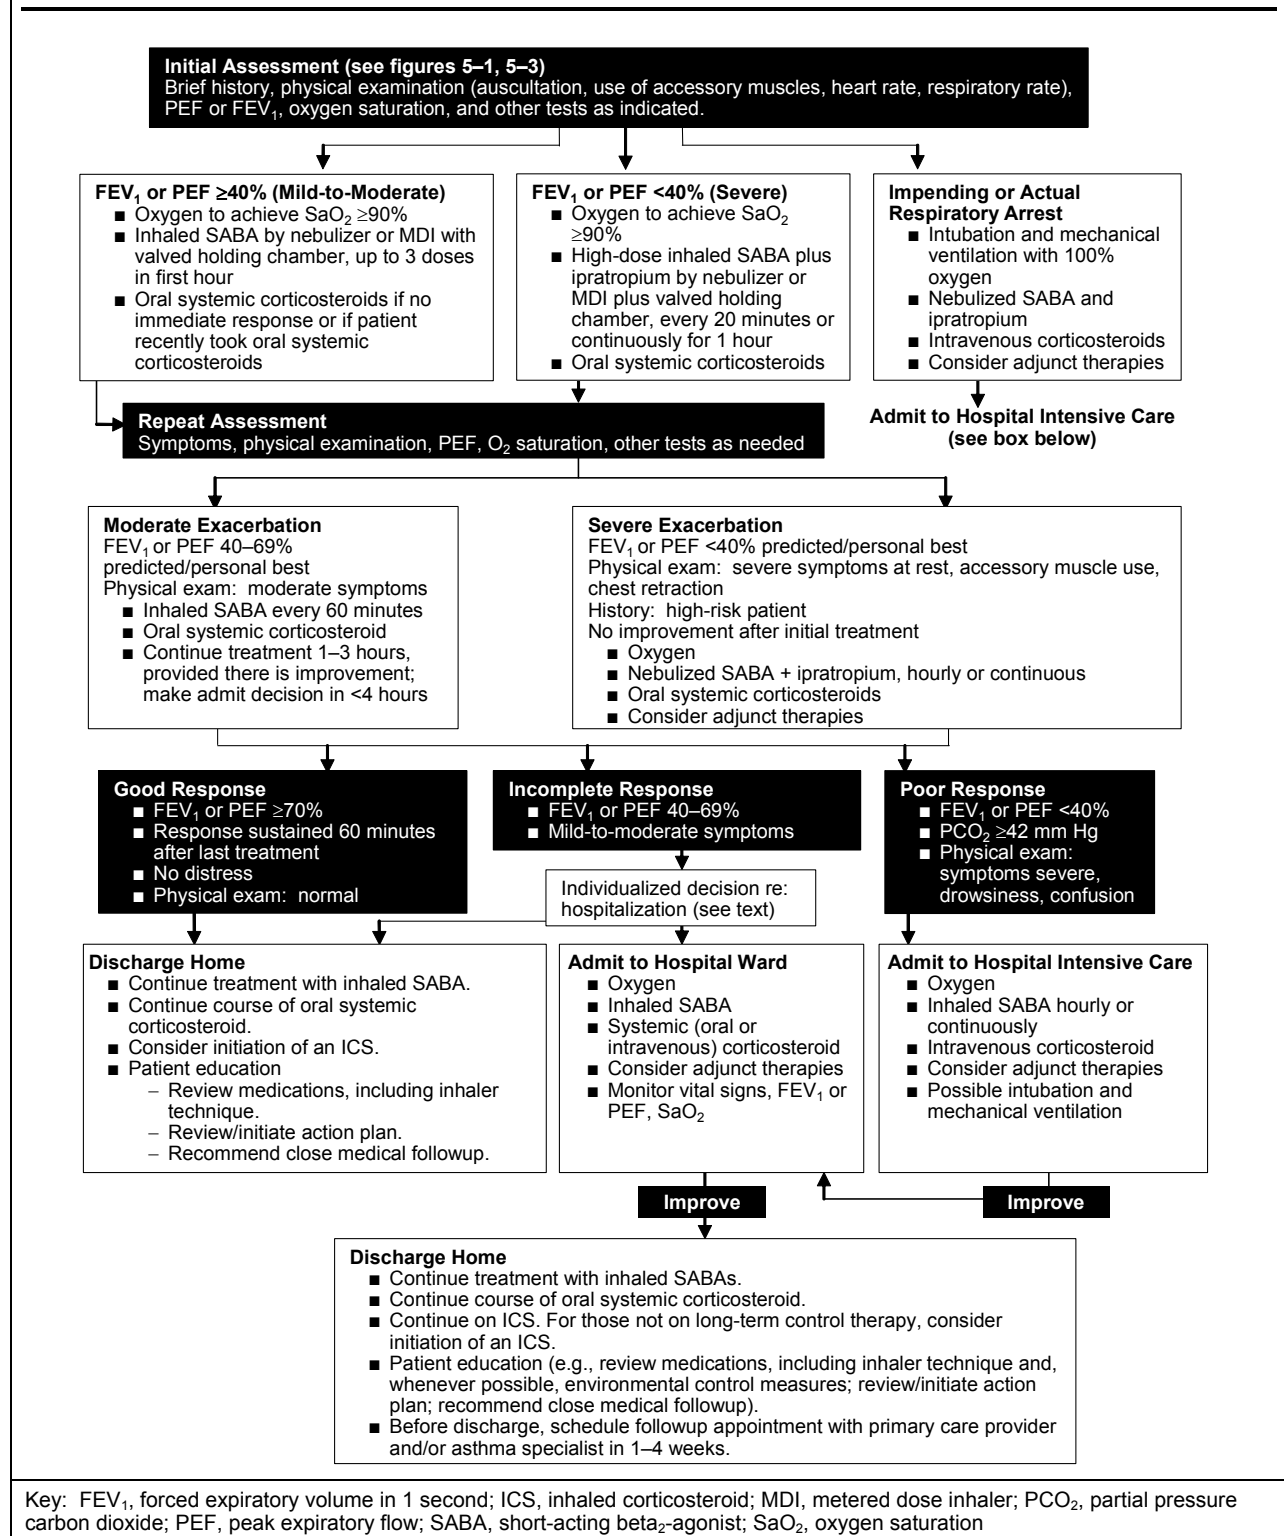 Initial Assessment (see figures 5–1, 5–3)
Brief history, physical examination (auscultation, use of accessory muscles, heart rate, respiratory rate),
PEF or FEV₁, oxygen saturation, and other tests as indicated.
FEV₁ or PEF ≥40% (Mild-to-Moderate)
■ Oxygen to achieve SaO₂ ≥90%
■ Inhaled SABA by nebulizer or MDI with
valved holding chamber, up to 3 doses
in first hour
■ Oral systemic corticosteroids if no
immediate response or if patient
recently took oral systemic
corticosteroids
FEV₁ or PEF <40% (Severe)
■ Oxygen to achieve SaO₂
≥90%
■ High-dose inhaled SABA plus
ipratropium by nebulizer or
MDI plus valved holding
chamber, every 20 minutes or
continuously for 1 hour
■ Oral systemic corticosteroids
Impending or Actual
Respiratory Arrest
■ Intubation and mechanical
ventilation with 100%
oxygen
■ Nebulized SABA and
ipratropium
■ Intravenous corticosteroids
■ Consider adjunct therapies
Admit to Hospital Intensive Care
(see box below)
Repeat Assessment
Symptoms, physical examination, PEF, O₂ saturation, other tests as needed
Moderate Exacerbation
FEV₁ or PEF 40–69%
predicted/personal best
Physical exam: moderate symptoms
■ Inhaled SABA every 60 minutes
■ Oral systemic corticosteroid
■ Continue treatment 1–3 hours,
provided there is improvement;
make admit decision in <4 hours
Severe Exacerbation
FEV₁ or PEF <40% predicted/personal best
Physical exam: severe symptoms at rest, accessory muscle use,
chest retraction
History: high-risk patient
No improvement after initial treatment
■ Oxygen
■ Nebulized SABA + ipratropium, hourly or continuous
■ Oral systemic corticosteroids
■ Consider adjunct therapies
Good Response
■ FEV₁ or PEF ≥70%
■ Response sustained 60 minutes
after last treatment
■ No distress
■ Physical exam: normal
Incomplete Response
■ FEV₁ or PEF 40–69%
■ Mild-to-moderate symptoms
Poor Response
■ FEV₁ or PEF <40%
■ PCO₂ ≥42 mm Hg
■ Physical exam:
symptoms severe,
drowsiness, confusion
Individualized decision re:
hospitalization (see text)
Discharge Home
■ Continue treatment with inhaled SABA.
■ Continue course of oral systemic
corticosteroid.
■ Consider initiation of an ICS.
■ Patient education
– Review medications, including inhaler
technique.
– Review/initiate action plan.
– Recommend close medical followup.
Admit to Hospital Ward
■ Oxygen
■ Inhaled SABA
■ Systemic (oral or
intravenous) corticosteroid
■ Consider adjunct therapies
■ Monitor vital signs, FEV₁ or
PEF, SaO₂
Admit to Hospital Intensive Care
■ Oxygen
■ Inhaled SABA hourly or
continuously
■ Intravenous corticosteroid
■ Consider adjunct therapies
■ Possible intubation and
mechanical ventilation
Improve
Improve
Discharge Home
■ Continue treatment with inhaled SABAs.
■ Continue course of oral systemic corticosteroid.
■ Continue on ICS. For those not on long-term control therapy, consider
initiation of an ICS.
■ Patient education (e.g., review medications, including inhaler technique and,
whenever possible, environmental control measures; review/initiate action
plan; recommend close medical followup).
■ Before discharge, schedule followup appointment with primary care provider
and/or asthma specialist in 1–4 weeks.
Key: FEV₁, forced expiratory volume in 1 second; ICS, inhaled corticosteroid; MDI, metered dose inhaler; PCO₂, partial pressure
carbon dioxide; PEF, peak expiratory flow; SABA, short-acting beta₂-agonist; SaO₂, oxygen saturation